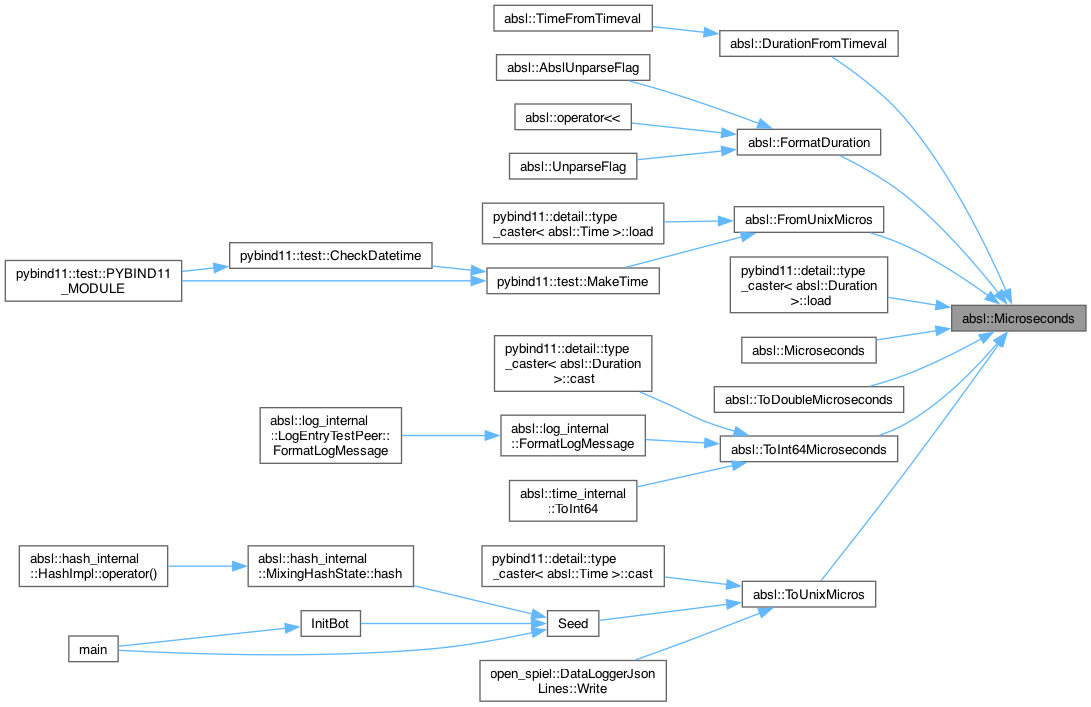 absl::TimeFromTimeval
absl::DurationFromTimeval
absl::AbslUnparseFlag
absl::operator<<
absl::FormatDuration
absl::UnparseFlag
pybind11::detail::type
_caster< absl::Time >::load
absl::FromUnixMicros
pybind11::test::CheckDatetime
pybind11::test::PYBIND11
_MODULE
pybind11::test::MakeTime
pybind11::detail::type
_caster< absl::Duration
>::load
absl::Microseconds
absl::Microseconds
pybind11::detail::type
_caster< absl::Duration
>::cast
absl::ToDoubleMicroseconds
absl::log_internal
::LogEntryTestPeer::
FormatLogMessage
absl::log_internal
::FormatLogMessage
absl::ToInt64Microseconds
absl::time_internal
::ToInt64
absl::hash_internal
::HashImpl::operator()
absl::hash_internal
::MixingHashState::hash
pybind11::detail::type
_caster< absl::Time >::cast
absl::ToUnixMicros
InitBot
Seed
main
open_spiel::DataLoggerJson
Lines::Write